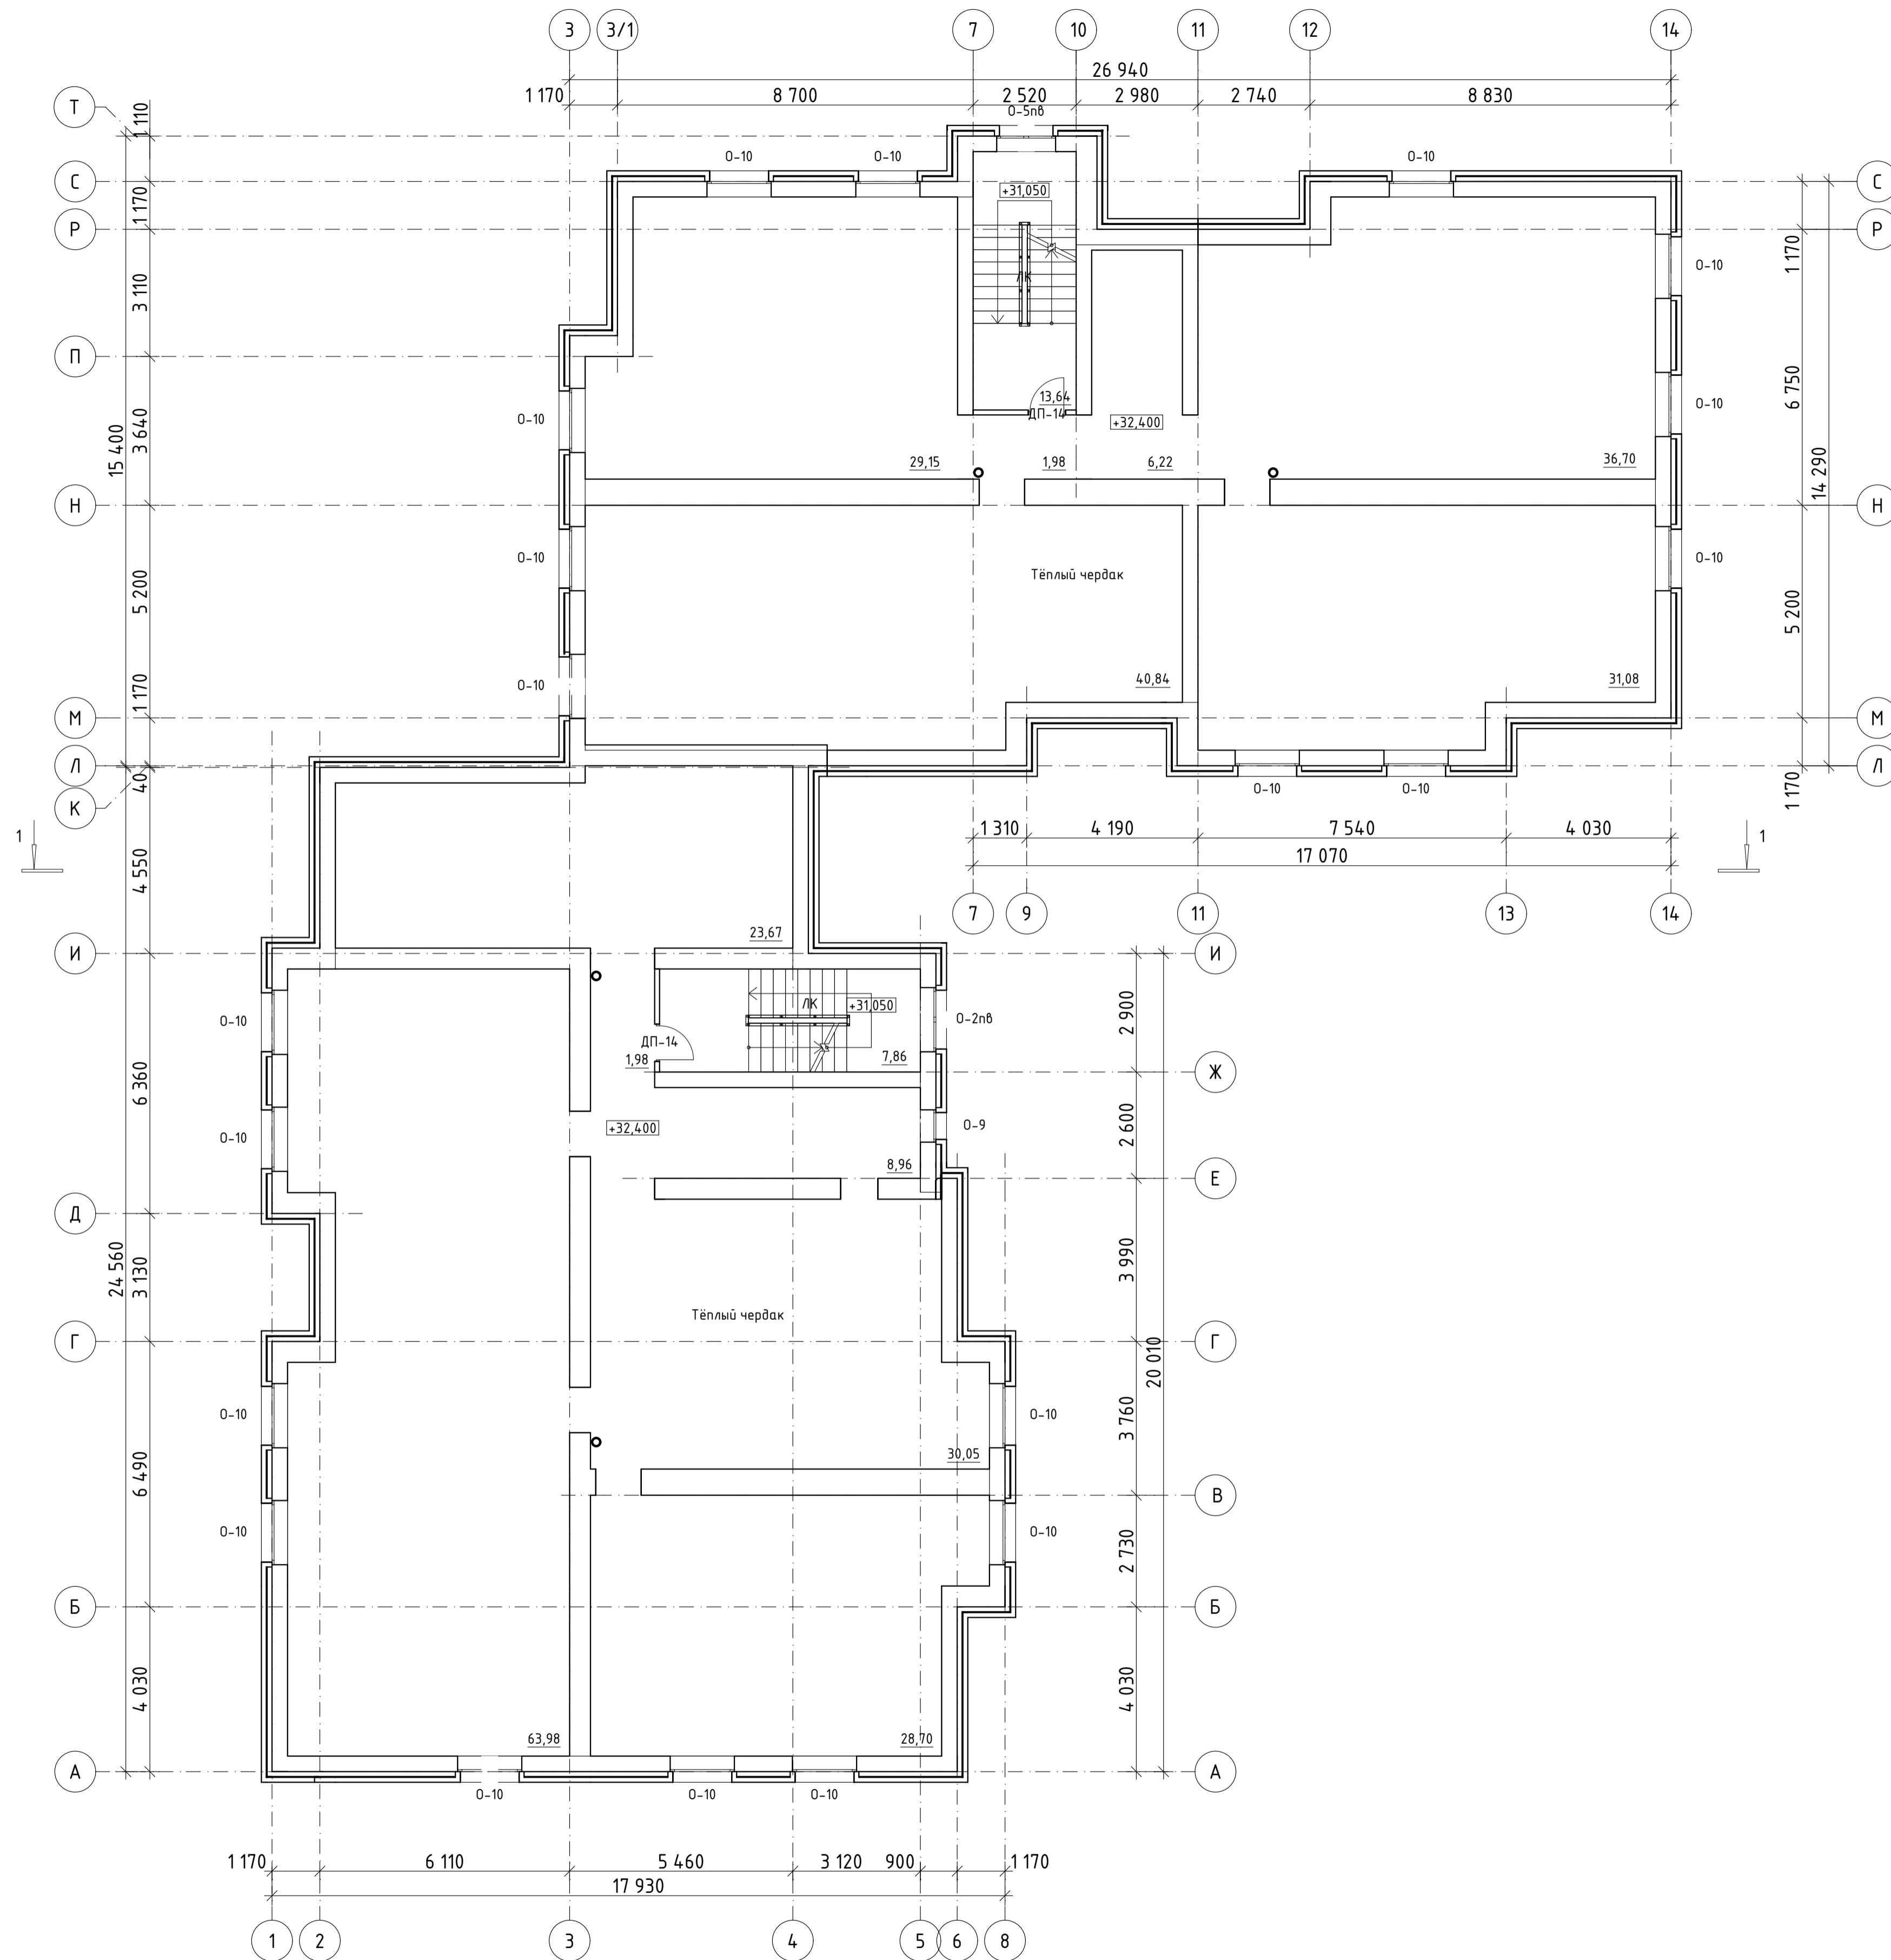 3 3/1 7 10 11 12 14
26 940
1 170 8 700 2 520 2 980 2 740 8 830
О-5пв
Т
1 110
О-10 О-10 О-10
С
+31,050
С
1 170
Р
Р
1 170
О-10
3 110
ЛК
П
6 750
13,64
ДП-14
О-10
О-10
+32,400
3 640
15 400
29,15 1,98 6,22 36,70
14 290
Н
Н
О-10
О-10
Тёплый чердак
5 200
5 200
40,84 31,08
О-10
1 170
М
М
Л
Л
1 170
440
К
О-10 О-10
1 310 4 190 7 540 4 030
17 070
1
1
4 550
7 9 11 13 14
23,67
И
И
2 900
ЛК
+31,050
О-10
О-2пв
ДП-14
1,98 7,86
Ж
6 360
+32,400
О-9
2 600
О-10
8,96
Е
Д
24 560
3 130
3 990
Тёплый чердак
Г
Г
20 010
О-10
О-10
3 760
30,05
6 490
В
О-10
О-10
2 730
Б
Б
4 030
4 030
63,98 28,70
А
А
О-10 О-10 О-10
1 170 6 110 5 460 3 120 900 1 170
17 930
1 2 3 4 5 6 8